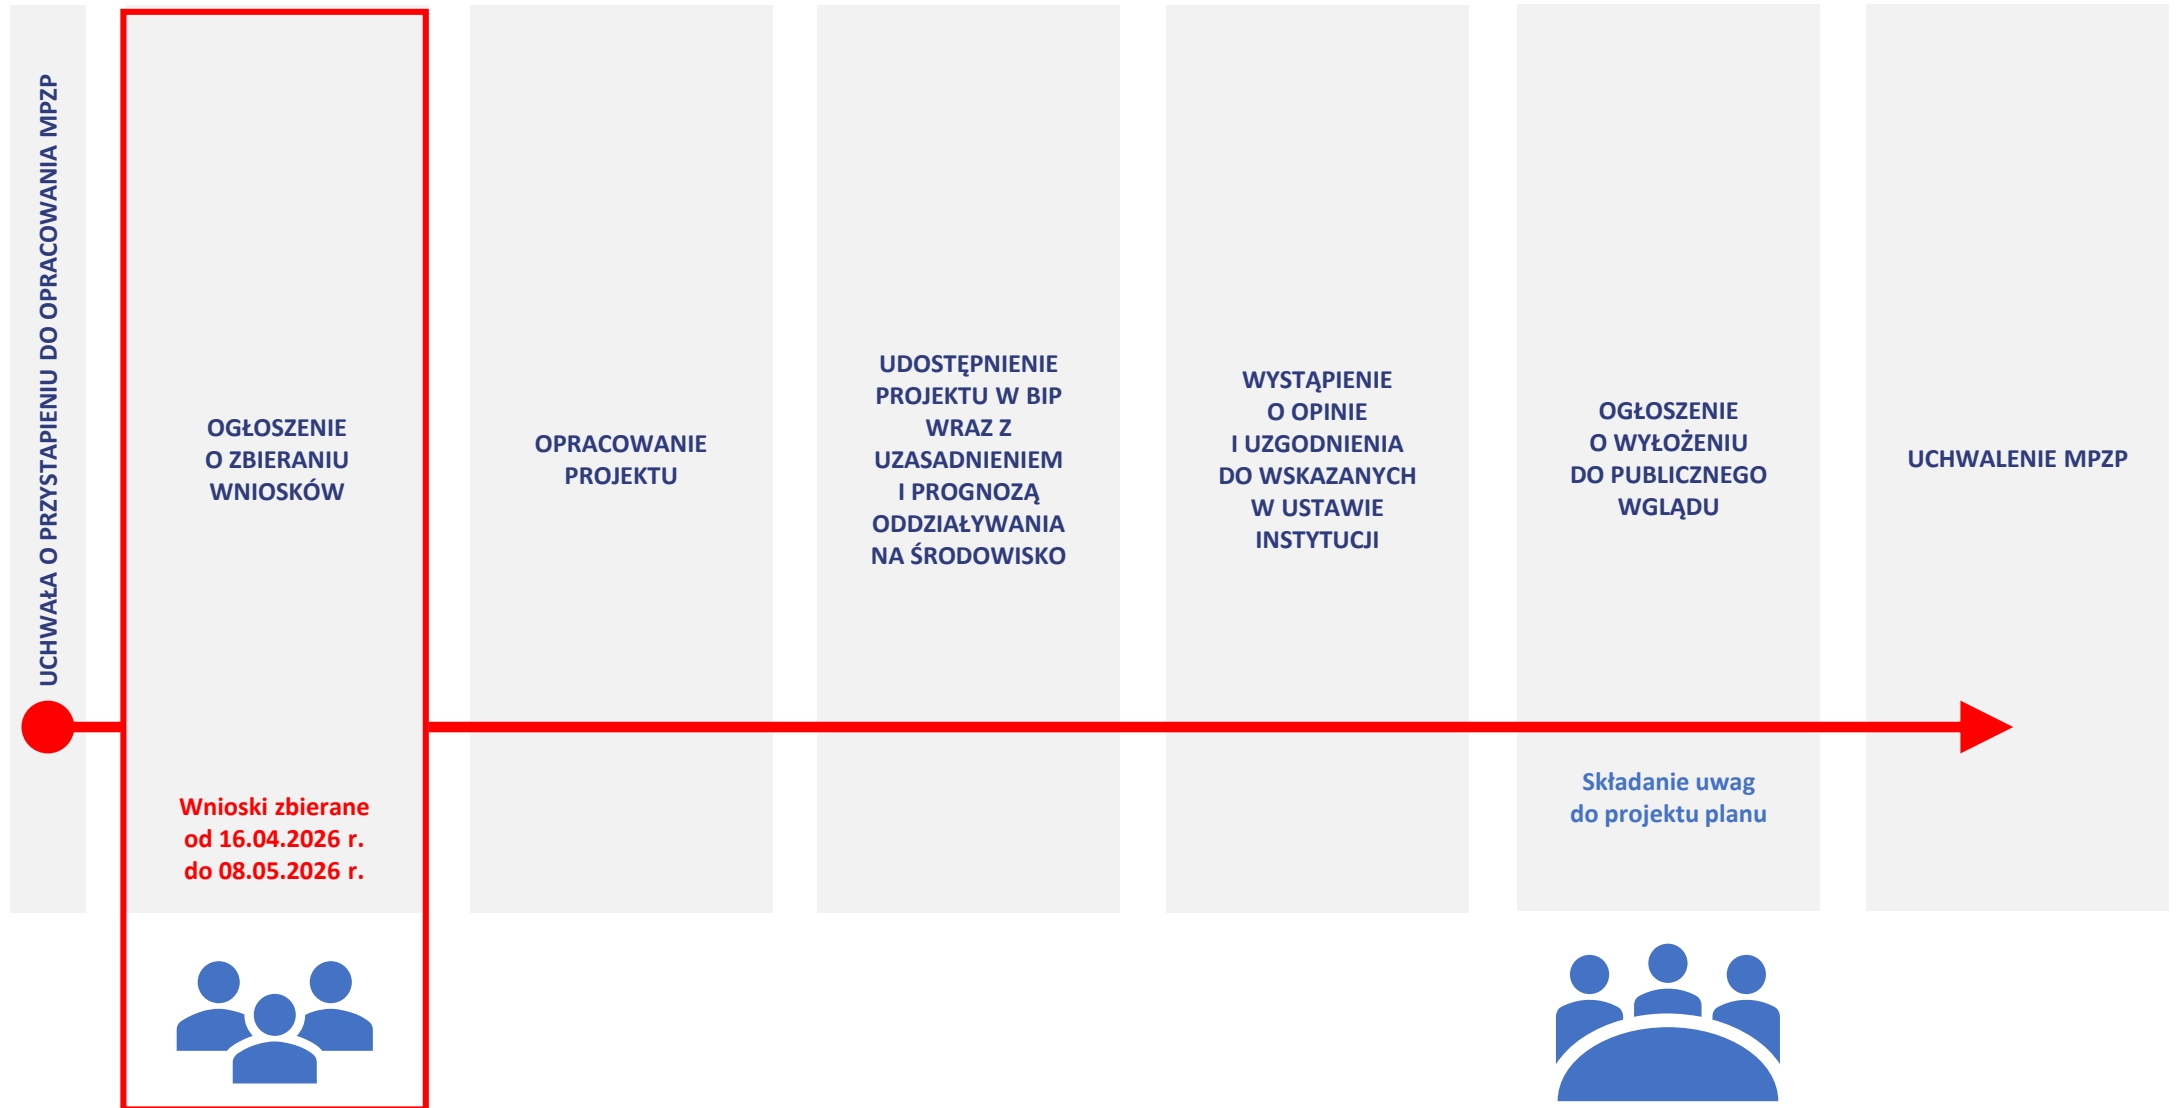 UCHWAŁA O PRZYSTAPIENIU DO OPRACOWANIA MPZP
OGŁOSZENIE
O ZBIERANIU
WNIOSKÓW
Wnioski zbierane
od 16.04.2026 r.
do 08.05.2026 r.
OPRACOWANIE
PROJEKTU
UDOSTĘPNIENIE
PROJEKTU W BIP
WRAZ Z
UZASADNIENIEM
I PROGNOZĄ
ODDZIAŁYWANIA
NA ŚRODOWISKO
WYSTĄPIENIE
O OPINIE
I UZGODNIENIA
DO WSKAZANYCH
W USTAWIE
INSTYTUCJI
OGŁOSZENIE
O WYŁOŻENIU
DO PUBLICZNEGO
WGLĄDU
Składanie uwag
do projektu planu
UCHWALENIE MPZP